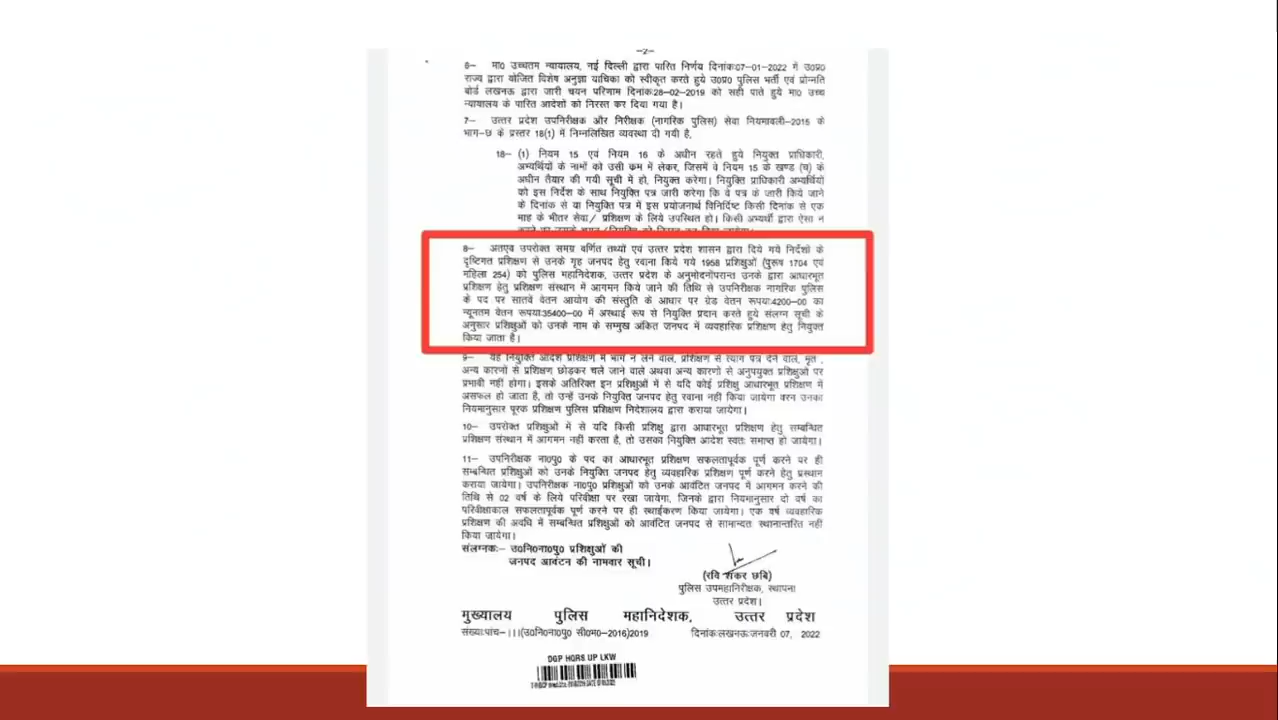 –2–
6– मा0 उच्चतम न्यायालय, नई दिल्ली द्वारा पारित निर्णय दिनांक:07-01-2022 में उ0प्र0
राज्य द्वारा योजित विशेष अनुज्ञा याचिका को स्वीकृत करते हुये उ0प्र0 पुलिस भर्ती एवं प्रोन्नति
बोर्ड लखनऊ द्वारा जारी चयन परिणाम दिनांक:28-02-2019 को सही पाते हुये मा0 उच्च
न्यायालय के पारित आदेशों को निरस्त कर दिया गया है।
7– उत्तर प्रदेश उपनिरीक्षक और निरीक्षक (नागरिक पुलिस) सेवा नियमावली-2015 के
भाग-छ के प्रस्तर 18(1) में निम्नलिखित व्यवस्था दी गयी है,
18– (1) नियम 15 एवं नियम 16 के अधीन रहते हुये नियुक्त प्राधिकारी,
अभ्यर्थियों के नामों को उसी क्रम में लेकर, जिसमें वे नियम 15 के खण्ड (च) के
अधीन तैयार की गयी सूची में हो, नियुक्त करेगा। नियुक्ति प्राधिकारी अभ्यर्थियों
को इस निर्देश के साथ नियुक्ति पत्र जारी करेगा कि वे पत्र के जारी किये जाने
के दिनांक से या नियुक्ति पत्र में इस प्रयोजनार्थ विनिर्दिष्ट किसी दिनांक से एक
माह के भीतर सेवा/ प्रशिक्षण के लिये उपस्थित हो। किसी अभ्यर्थी द्वारा ऐसा न
8– अतएव उपरोक्त समग्र वर्णित तथ्यों एवं उत्तर प्रदेश शासन द्वारा दिये गये निर्देशों के
दृष्टिगत प्रशिक्षण से उनके गृह जनपद हेतु रवाना किये गये 1958 प्रशिक्षुओं (पुरूष 1704 एवं
महिला 254) को पुलिस महानिदेशक, उत्तर प्रदेश के अनुमोदनोंपरान्त उनके द्वारा आधारभूत
प्रशिक्षण हेतु प्रशिक्षण संस्थान में आगमन किये जाने की तिथि से उपनिरीक्षक नागरिक पुलिस
के पद पर सातवें वेतन आयोग की संस्तुति के आधार पर ग्रेड वेतन रूपया:4200-00 का
न्यूनतम वेतन रूपया:35400-00 में अस्थाई रूप से नियुक्ति प्रदान करते हुये संलग्न सूची के
अनुसार प्रशिक्षुओं को उनके नाम के सम्मुख अंकित जनपद में व्यवहारिक प्रशिक्षण हेतु नियुक्त
किया जाता है।
9– यह नियुक्ति आदेश प्रशिक्षण में भाग न लेने वाले, प्रशिक्षण से त्याग पत्र देने वाले, मृत ,
अन्य कारणों से प्रशिक्षण छोड़कर चले जाने वाले अथवा अन्य कारणों से अनुपयुक्त प्रशिक्षुओं पर
प्रभावी नहीं होगा। इसके अतिरिक्त इन प्रशिक्षुओं में से यदि कोई प्रशिक्षु आधारभूत प्रशिक्षण में
असफल हो जाता है, तो उन्हें उनके नियुक्ति जनपद हेतु रवाना नहीं किया जायेगा वरन उनका
नियमानुसार पूरक प्रशिक्षण पुलिस प्रशिक्षण निदेशालय द्वारा कराया जायेगा।
10– उपरोक्त प्रशिक्षुओं में से यदि किसी प्रशिक्षु द्वारा आधारभूत प्रशिक्षण हेतु सम्बन्धित
प्रशिक्षण संस्थान में आगमन नहीं करता है, तो उसका नियुक्ति आदेश स्वतः समाप्त हो जायेगा।
11– उपनिरीक्षक ना0पु0 के पद का आधारभूत प्रशिक्षण सफलतापूर्वक पूर्ण करने पर ही
सम्बन्धित प्रशिक्षुओं को उनके नियुक्ति जनपद हेतु व्यवहारिक प्रशिक्षण पूर्ण करने हेतु प्रस्थान
कराया जायेगा। उपनिरीक्षक ना0पु0 प्रशिक्षुओं को उनके आवंटित जनपद में आगमन करने की
तिथि से 02 वर्ष के लिये परिवीक्षा पर रखा जायेगा, जिनके द्वारा नियमानुसार दो वर्ष का
परिवीक्षाकाल सफलतापूर्वक पूर्ण करने पर ही स्थाईकरण किया जायेगा। एक वर्ष व्यवहारिक
प्रशिक्षण की अवधि में सम्बन्धित प्रशिक्षुओं को आवंटित जनपद से सामान्यतः स्थानान्तरित नहीं
किया जायेगा।
संलग्नक:– उ0नि0ना0पु0 प्रशिक्षुओं की
जनपद आवंटन की नामवार सूची।
(रवि शंकर छबि)
पुलिस उपमहानिरीक्षक, स्थापना
उत्तर प्रदेश।
मुख्यालय पुलिस महानिदेशक, उत्तर प्रदेश
संख्या:पांच-।।।(उ0नि0ना0पु0 सी0भ0-2016)2019 दिनांक:लखनऊ:जनवरी 07, 2022
DGP HQRS UP LKW